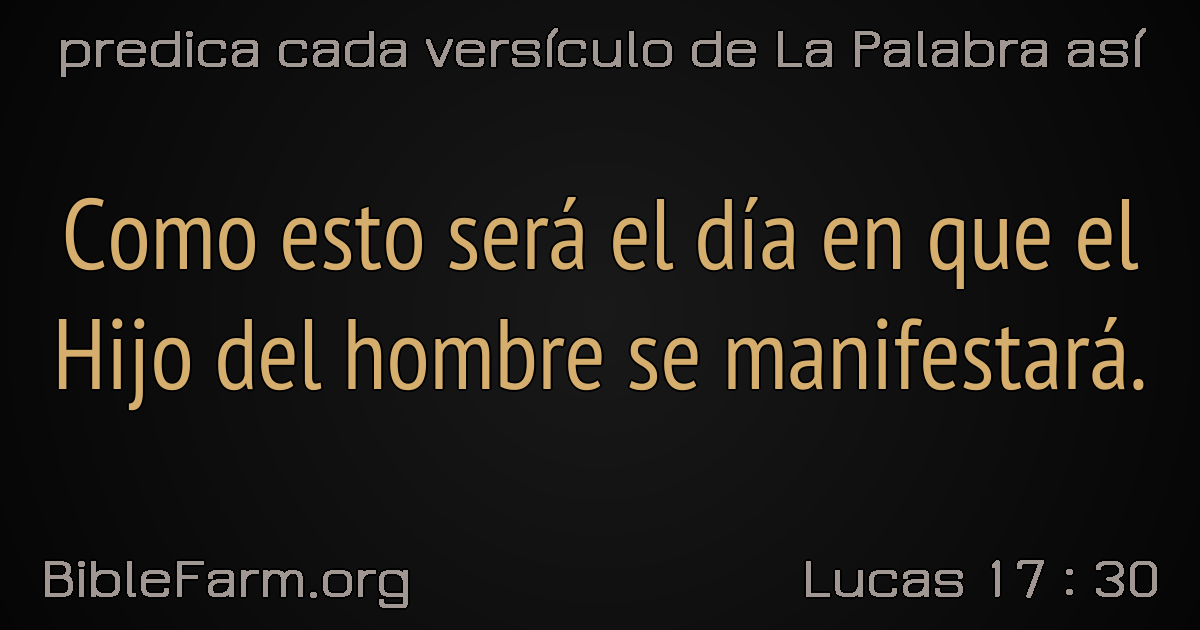 predica cada versículo de La Palabra así
Como esto será el día en que el
Hijo del hombre se manifestará.
BibleFarm.org
Lucas 17 : 30